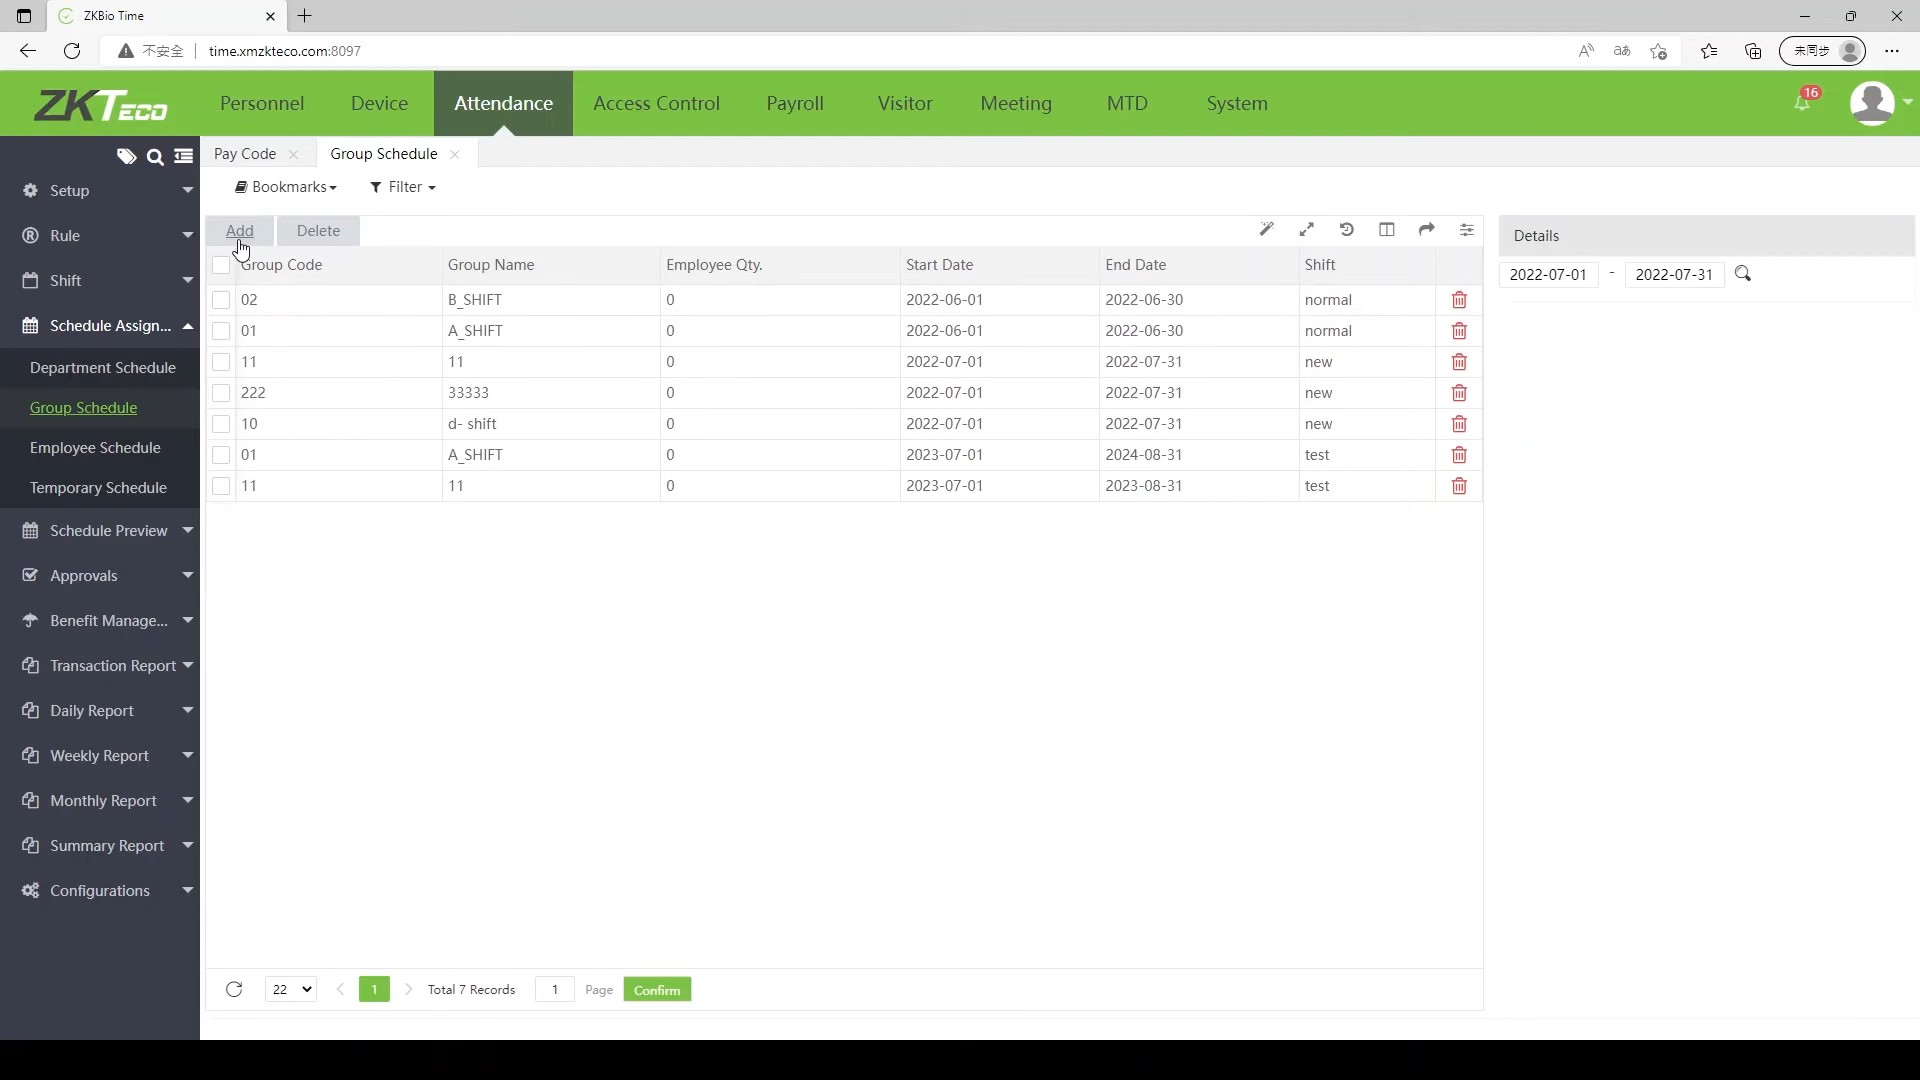 ZKBio Time
不安全 time.xmzkteco.com:8097 aあ 未同步
ZKTeco Personnel Device Attendance Access Control Payroll Visitor Meeting MTD System 16
Pay Code Group Schedule
Setup Bookmarks Filter
Rule Add Delete Details
Group Code Group Name Employee Qty. Start Date End Date Shift 2022-07-01 - 2022-07-31
Shift
02 B_SHIFT 0 2022-06-01 2022-06-30 normal
Schedule Assign... 01 A_SHIFT 0 2022-06-01 2022-06-30 normal
Department Schedule 11 11 0 2022-07-01 2022-07-31 new
222 33333 0 2022-07-01 2022-07-31 new
Group Schedule
10 d- shift 0 2022-07-01 2022-07-31 new
Employee Schedule 01 A_SHIFT 0 2023-07-01 2024-08-31 test
Temporary Schedule 11 11 0 2023-07-01 2023-08-31 test
Schedule Preview
Approvals
Benefit Manage...
Transaction Report
Daily Report
Weekly Report
Monthly Report
Summary Report
Configurations
22 1 Total 7 Records 1 Page Confirm